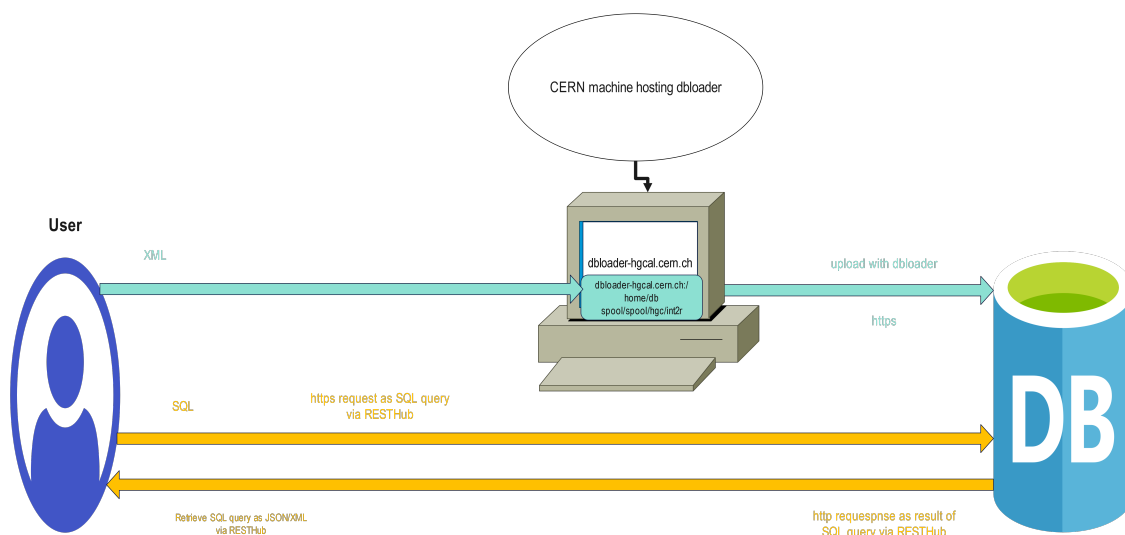 CERN machine hosting dbloader
User
XML
dbloader-hgcal.cern.ch
upload with dbloader
dbloader-hgcal.cern.ch:/
home/db
spool/spool/hgc/int2r
https
SQL
https request as SQL query
via RESTHub
DB
Retrieve SQL query as JSON/XML
via RESTHub
http requespnse as result of
SQL query via RESTHub